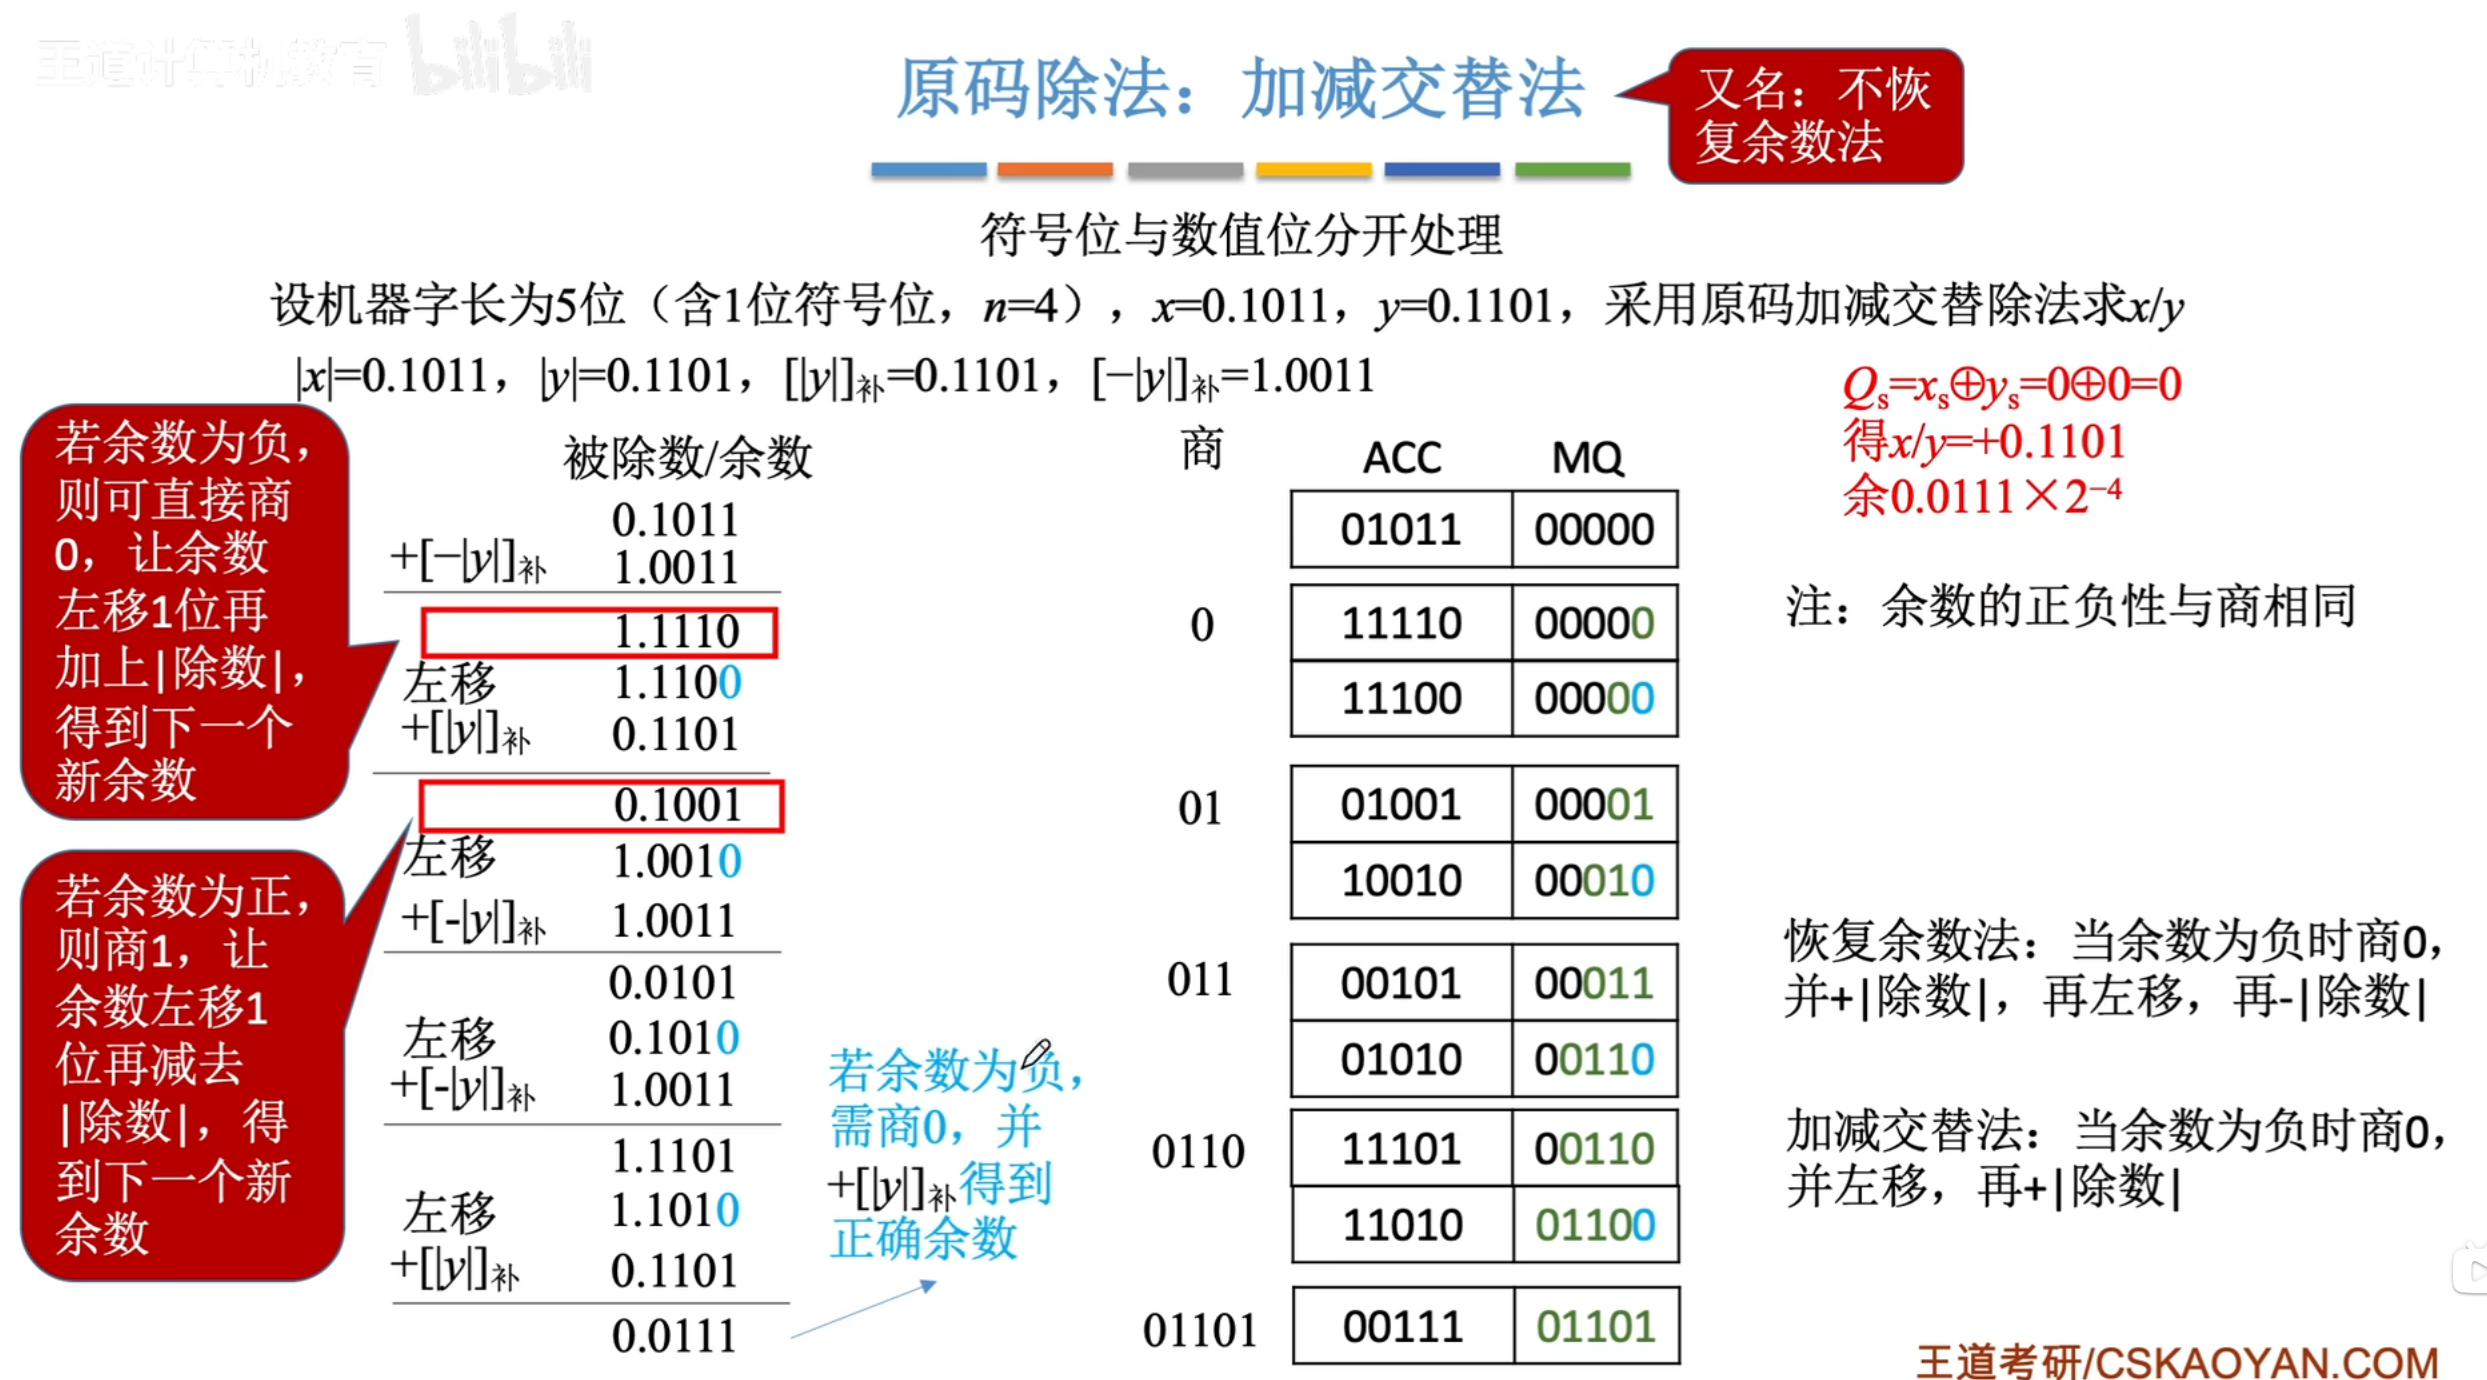 王道计算机教育 bilibili
原码除法：加减交替法
又名：不恢
复余数法
符号位与数值位分开处理
设机器字长为5位（含1位符号位，n=4），x=0.1011，y=0.1101，采用原码加减交替除法求x/y
|x|=0.1011，|y|=0.1101，[|y|]补=0.1101，[−|y|]补=1.0011
Qs=xs⊕ys=0⊕0=0
得x/y=+0.1101
余0.0111×2⁻⁴
若余数为负，
则可直接商
0，让余数
左移1位再
加上|除数|，
得到下一个
新余数
若余数为正，
则商1，让
余数左移1
位再减去
|除数|，得
到下一个新
余数
被除数/余数
0.1011
+[−|y|]补 1.0011
1.1110
左移 1.1100
+[|y|]补 0.1101
0.1001
左移 1.0010
+[-|y|]补 1.0011
0.0101
左移 0.1010
+[-|y|]补 1.0011
1.1101
左移 1.1010
+[|y|]补 0.1101
0.0111
若余数为负，
需商0，并
+[|y|]补得到
正确余数
商 ACC MQ
01011 00000
0 11110 00000
11100 00000
01 01001 00001
10010 00010
011 00101 00011
01010 00110
0110 11101 00110
11010 01100
01101 00111 01101
注：余数的正负性与商相同
恢复余数法：当余数为负时商0，
并+|除数|，再左移，再-|除数|
加减交替法：当余数为负时商0，
并左移，再+|除数|
王道考研/CSKAOYAN.COM